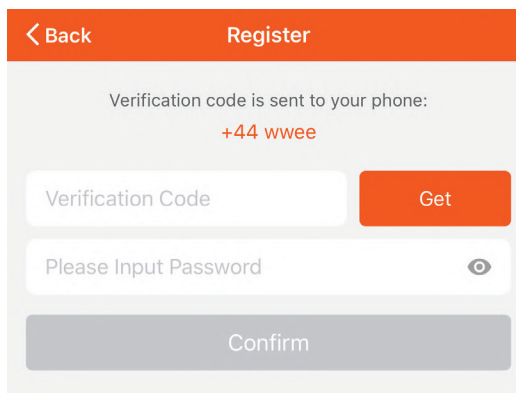 Back
Register
Verification code is sent to your phone:
+44 wwee
Verification Code
Get
Please Input Password
Confirm